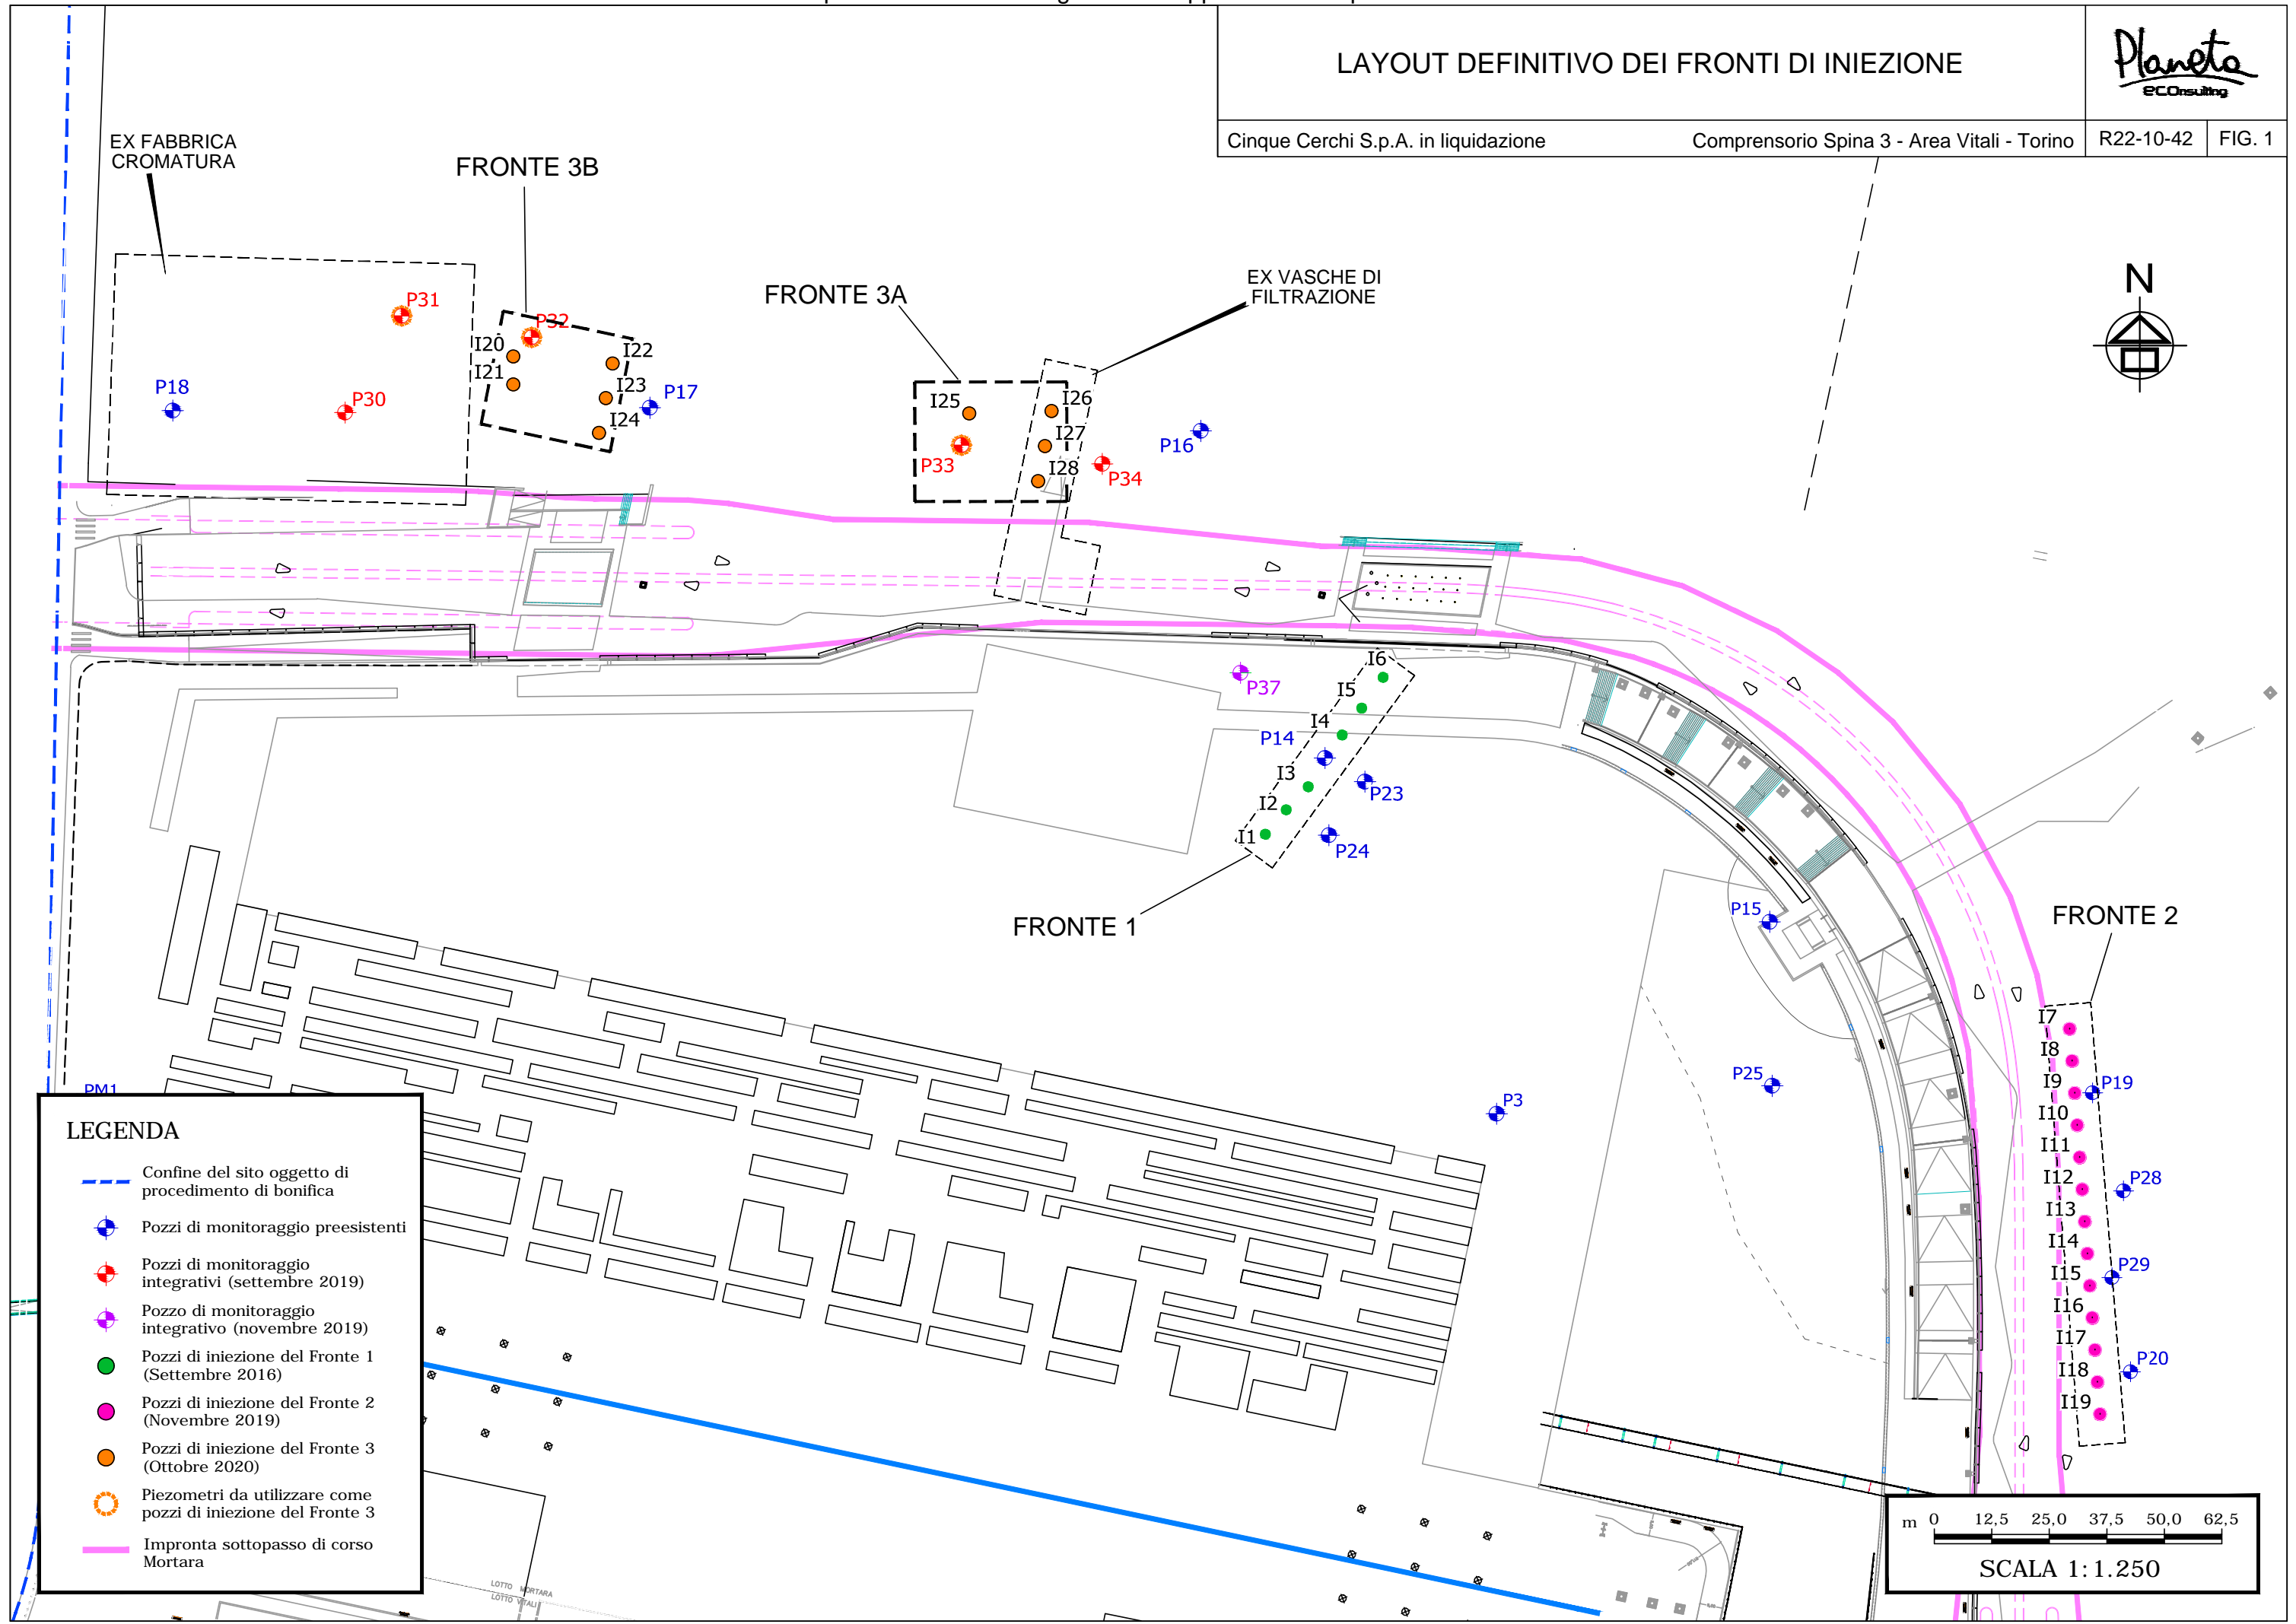 LAYOUT DEFINITIVO DEI FRONTI DI INIEZIONE
Planeta
ECOnsulting
Cinque Cerchi S.p.A. in liquidazione
Comprensorio Spina 3 - Area Vitali - Torino
R22-10-42
FIG. 1
EX FABBRICA
CROMATURA
FRONTE 3B
FRONTE 3A
EX VASCHE DI
FILTRAZIONE
N
P31
P32
I20
I22
I21
I23
P18
P30
P17
I24
I25
I26
I27
P33
I28
P34
P16
I6
P37
I5
I4
P14
I3
P23
I2
I1
P24
FRONTE 1
P15
FRONTE 2
I7
I8
P25
I9
P19
P3
I10
I11
I12
P28
I13
I14
I15
P29
I16
I17
I18
P20
I19
PM1
LEGENDA
Confine del sito oggetto di
procedimento di bonifica
Pozzi di monitoraggio preesistenti
Pozzi di monitoraggio
integrativi (settembre 2019)
Pozzo di monitoraggio
integrativo (novembre 2019)
Pozzi di iniezione del Fronte 1
(Settembre 2016)
Pozzi di iniezione del Fronte 2
(Novembre 2019)
Pozzi di iniezione del Fronte 3
(Ottobre 2020)
Piezometri da utilizzare come
pozzi di iniezione del Fronte 3
Impronta sottopasso di corso
Mortara
LOTTO MORTARA
LOTTO VITALI
m 0 12,5 25,0 37,5 50,0 62,5
SCALA 1:1.250